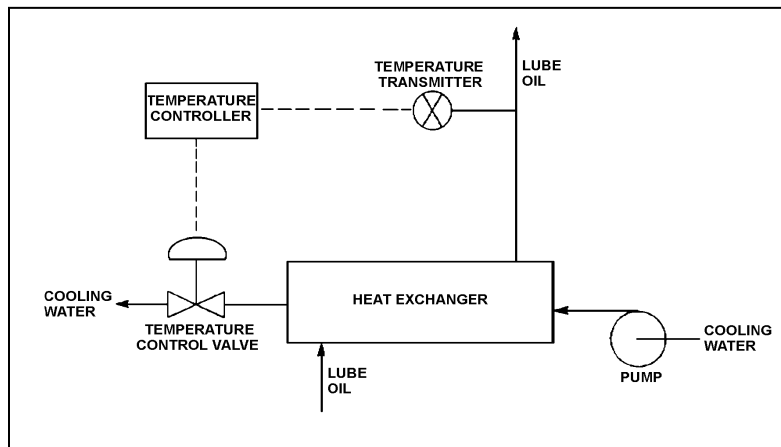 LUBE
OIL
TEMPERATURE
TRANSMITTER
TEMPERATURE
CONTROLLER
HEAT EXCHANGER
COOLING
WATER
TEMPERATURE
CONTROL VALVE
COOLING
WATER
PUMP
LUBE
OIL